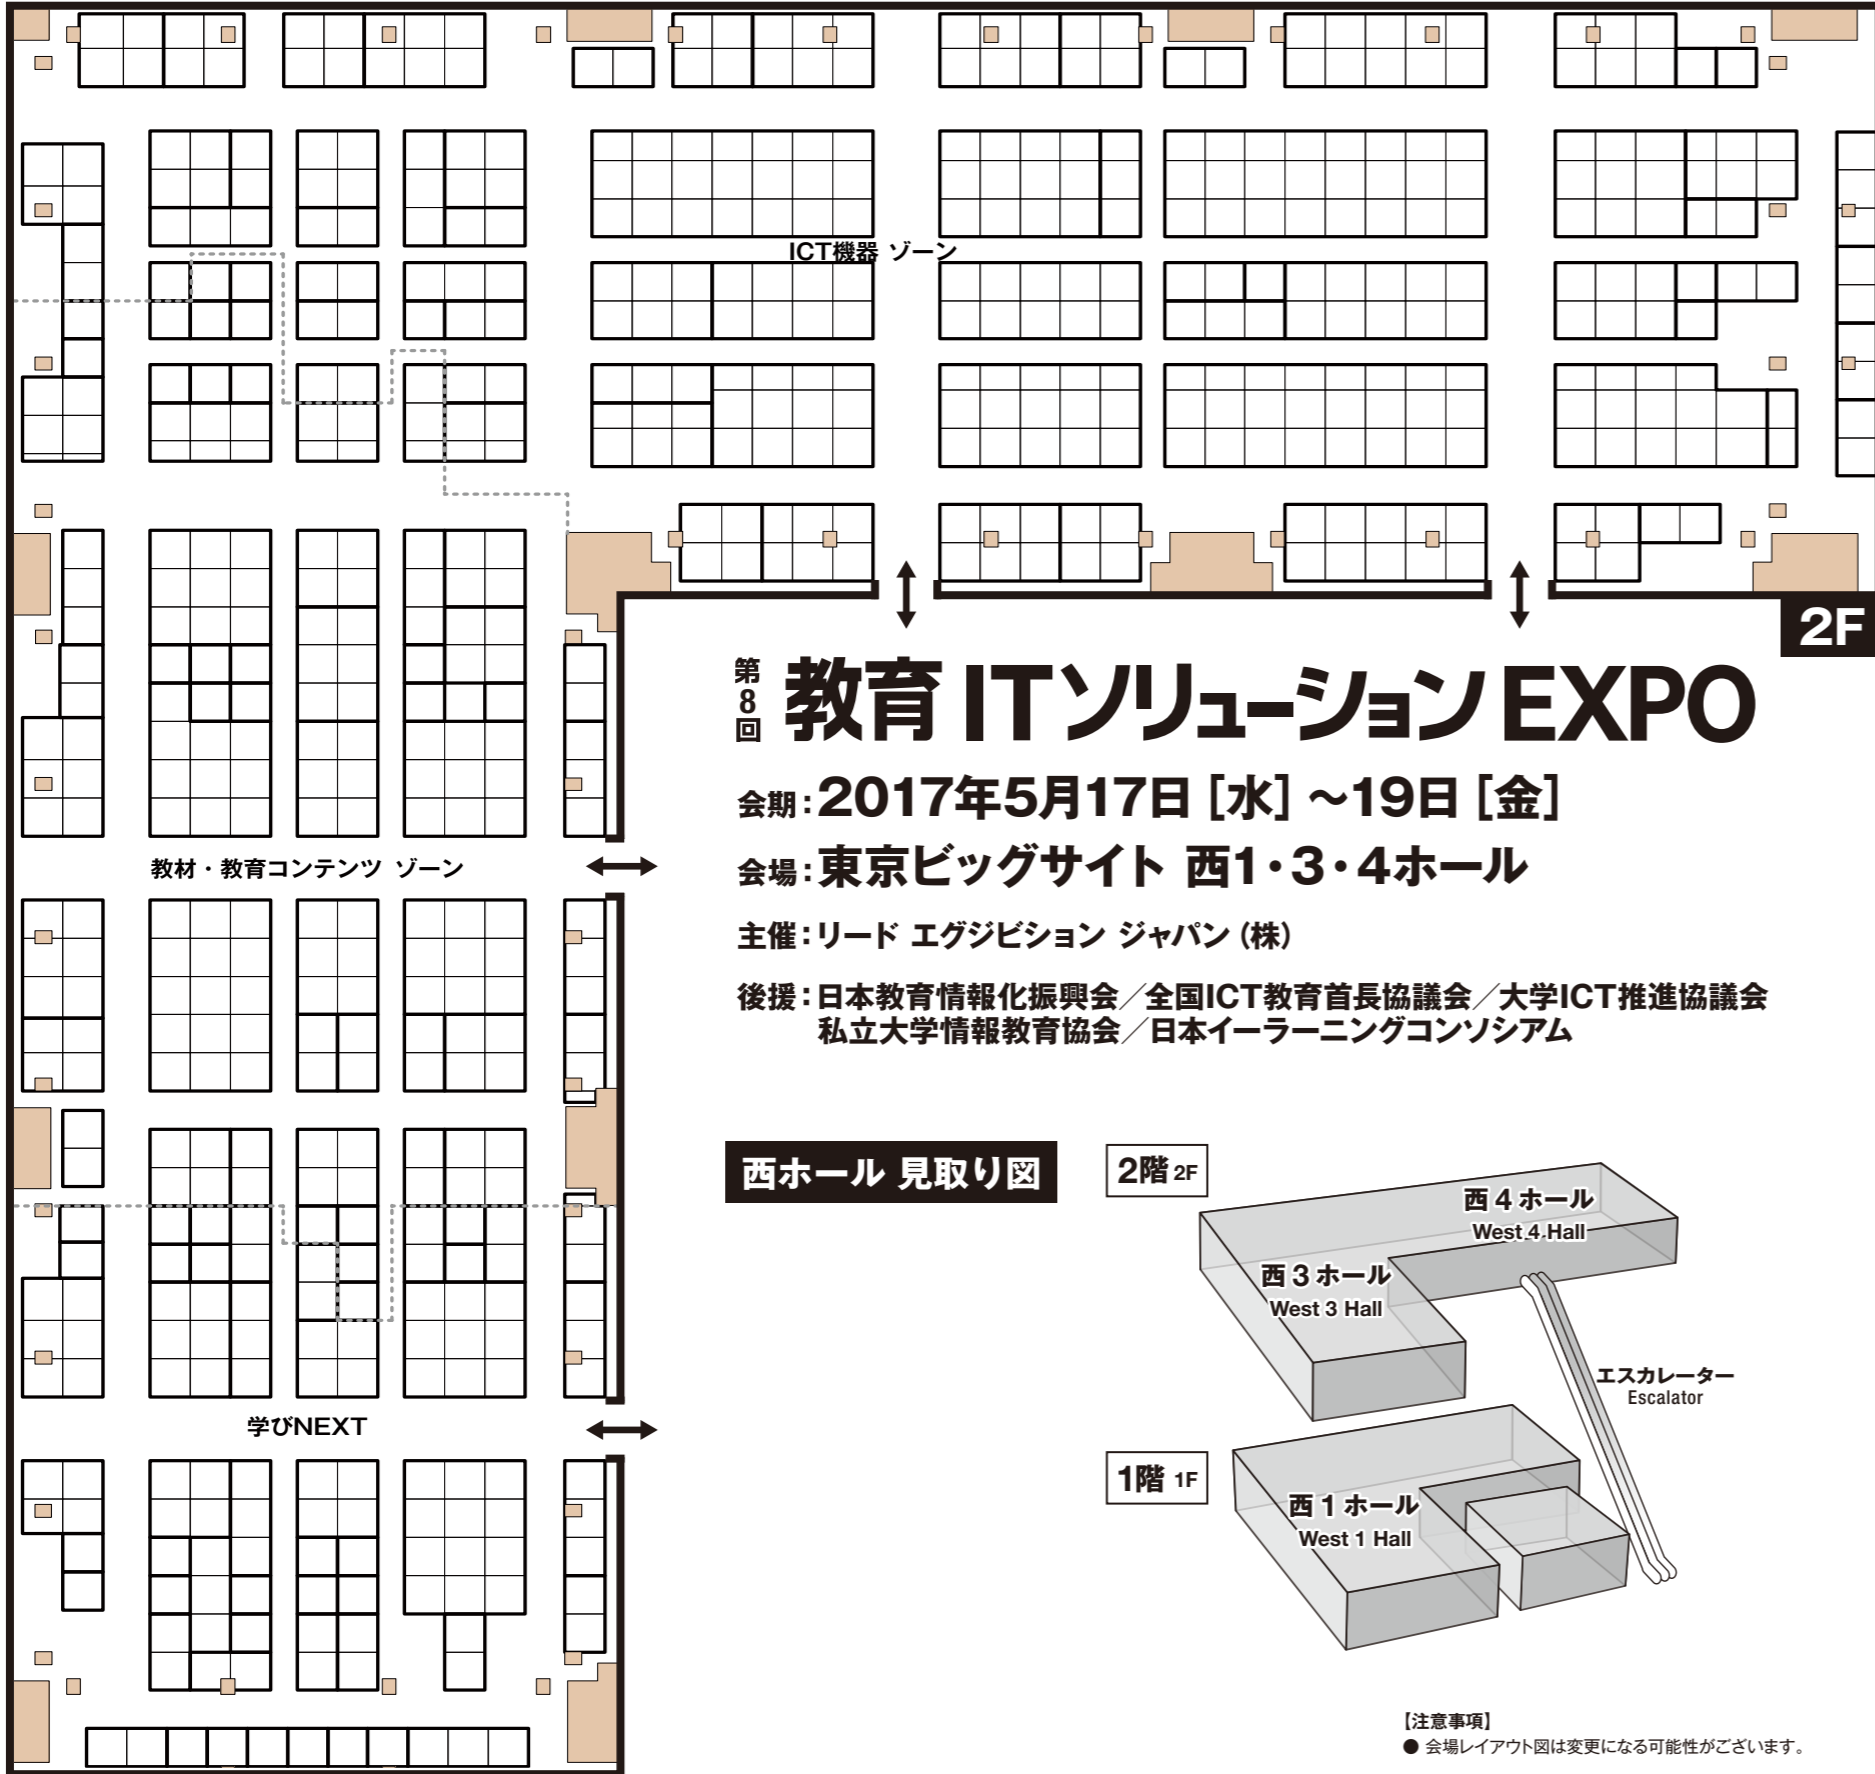 ICT機器 ゾーン
2F
第8回
教育 ITソリューション EXPO
会期：2017年5月17日［水］～19日［金］
会場：東京ビッグサイト 西1・3・4ホール
教材・教育コンテンツ ゾーン
主催：リード エグジビション ジャパン（株）
後援：日本教育情報化振興会／全国ICT教育首長協議会／大学ICT推進協議会
私立大学情報教育協会／日本イーラーニングコンソシアム
西ホール 見取り図
2階 2F
西 4 ホール
West 4 Hall
西 3 ホール
West 3 Hall
エスカレーター
Escalator
学びNEXT
1階 1F
西 1 ホール
West 1 Hall
【注意事項】
● 会場レイアウト図は変更になる可能性がございます。